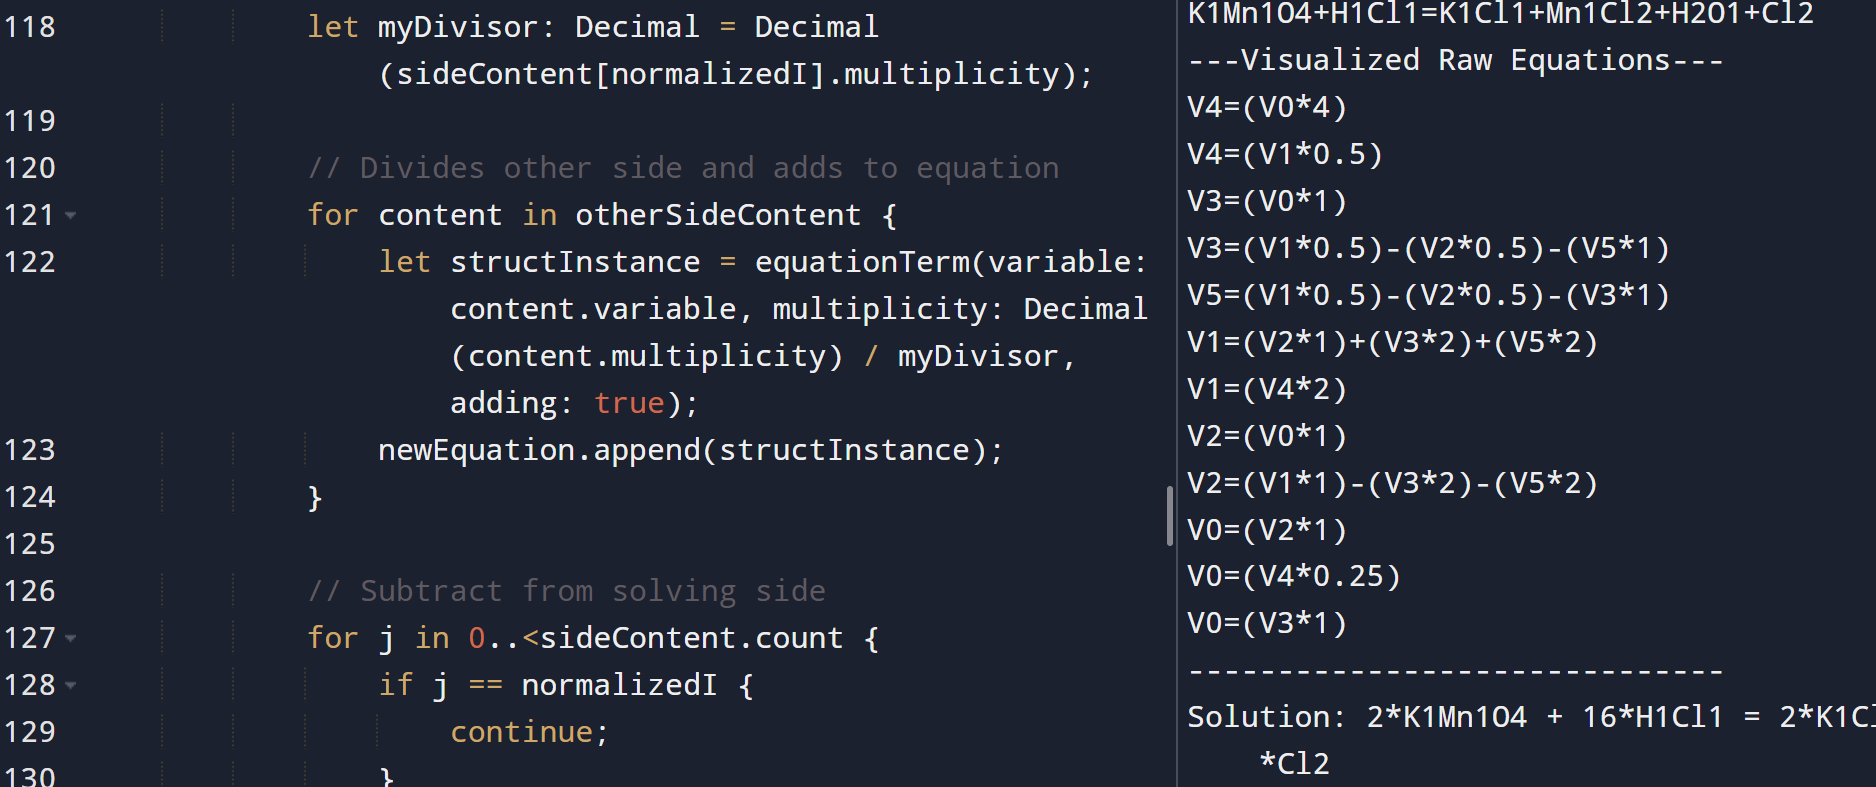 118 let myDivisor: Decimal = Decimal
(sideContent[normalizedI].multiplicity);
119
120 // Divides other side and adds to equation
121 for content in otherSideContent {
122 let structInstance = equationTerm(variable:
content.variable, multiplicity: Decimal
(content.multiplicity) / myDivisor,
adding: true);
123 newEquation.append(structInstance);
124 }
125
126 // Subtract from solving side
127 for j in 0..<sideContent.count {
128 if j == normalizedI {
129 continue;
130 }
K1Mn1O4+H1Cl1=K1Cl1+Mn1Cl2+H2O1+Cl2
---Visualized Raw Equations---
V4=(V0*4)
V4=(V1*0.5)
V3=(V0*1)
V3=(V1*0.5)-(V2*0.5)-(V5*1)
V5=(V1*0.5)-(V2*0.5)-(V3*1)
V1=(V2*1)+(V3*2)+(V5*2)
V1=(V4*2)
V2=(V0*1)
V2=(V1*1)-(V3*2)-(V5*2)
V0=(V2*1)
V0=(V4*0.25)
V0=(V3*1)
------------------------------
Solution: 2*K1Mn1O4 + 16*H1Cl1 = 2*K1Cl
*Cl2